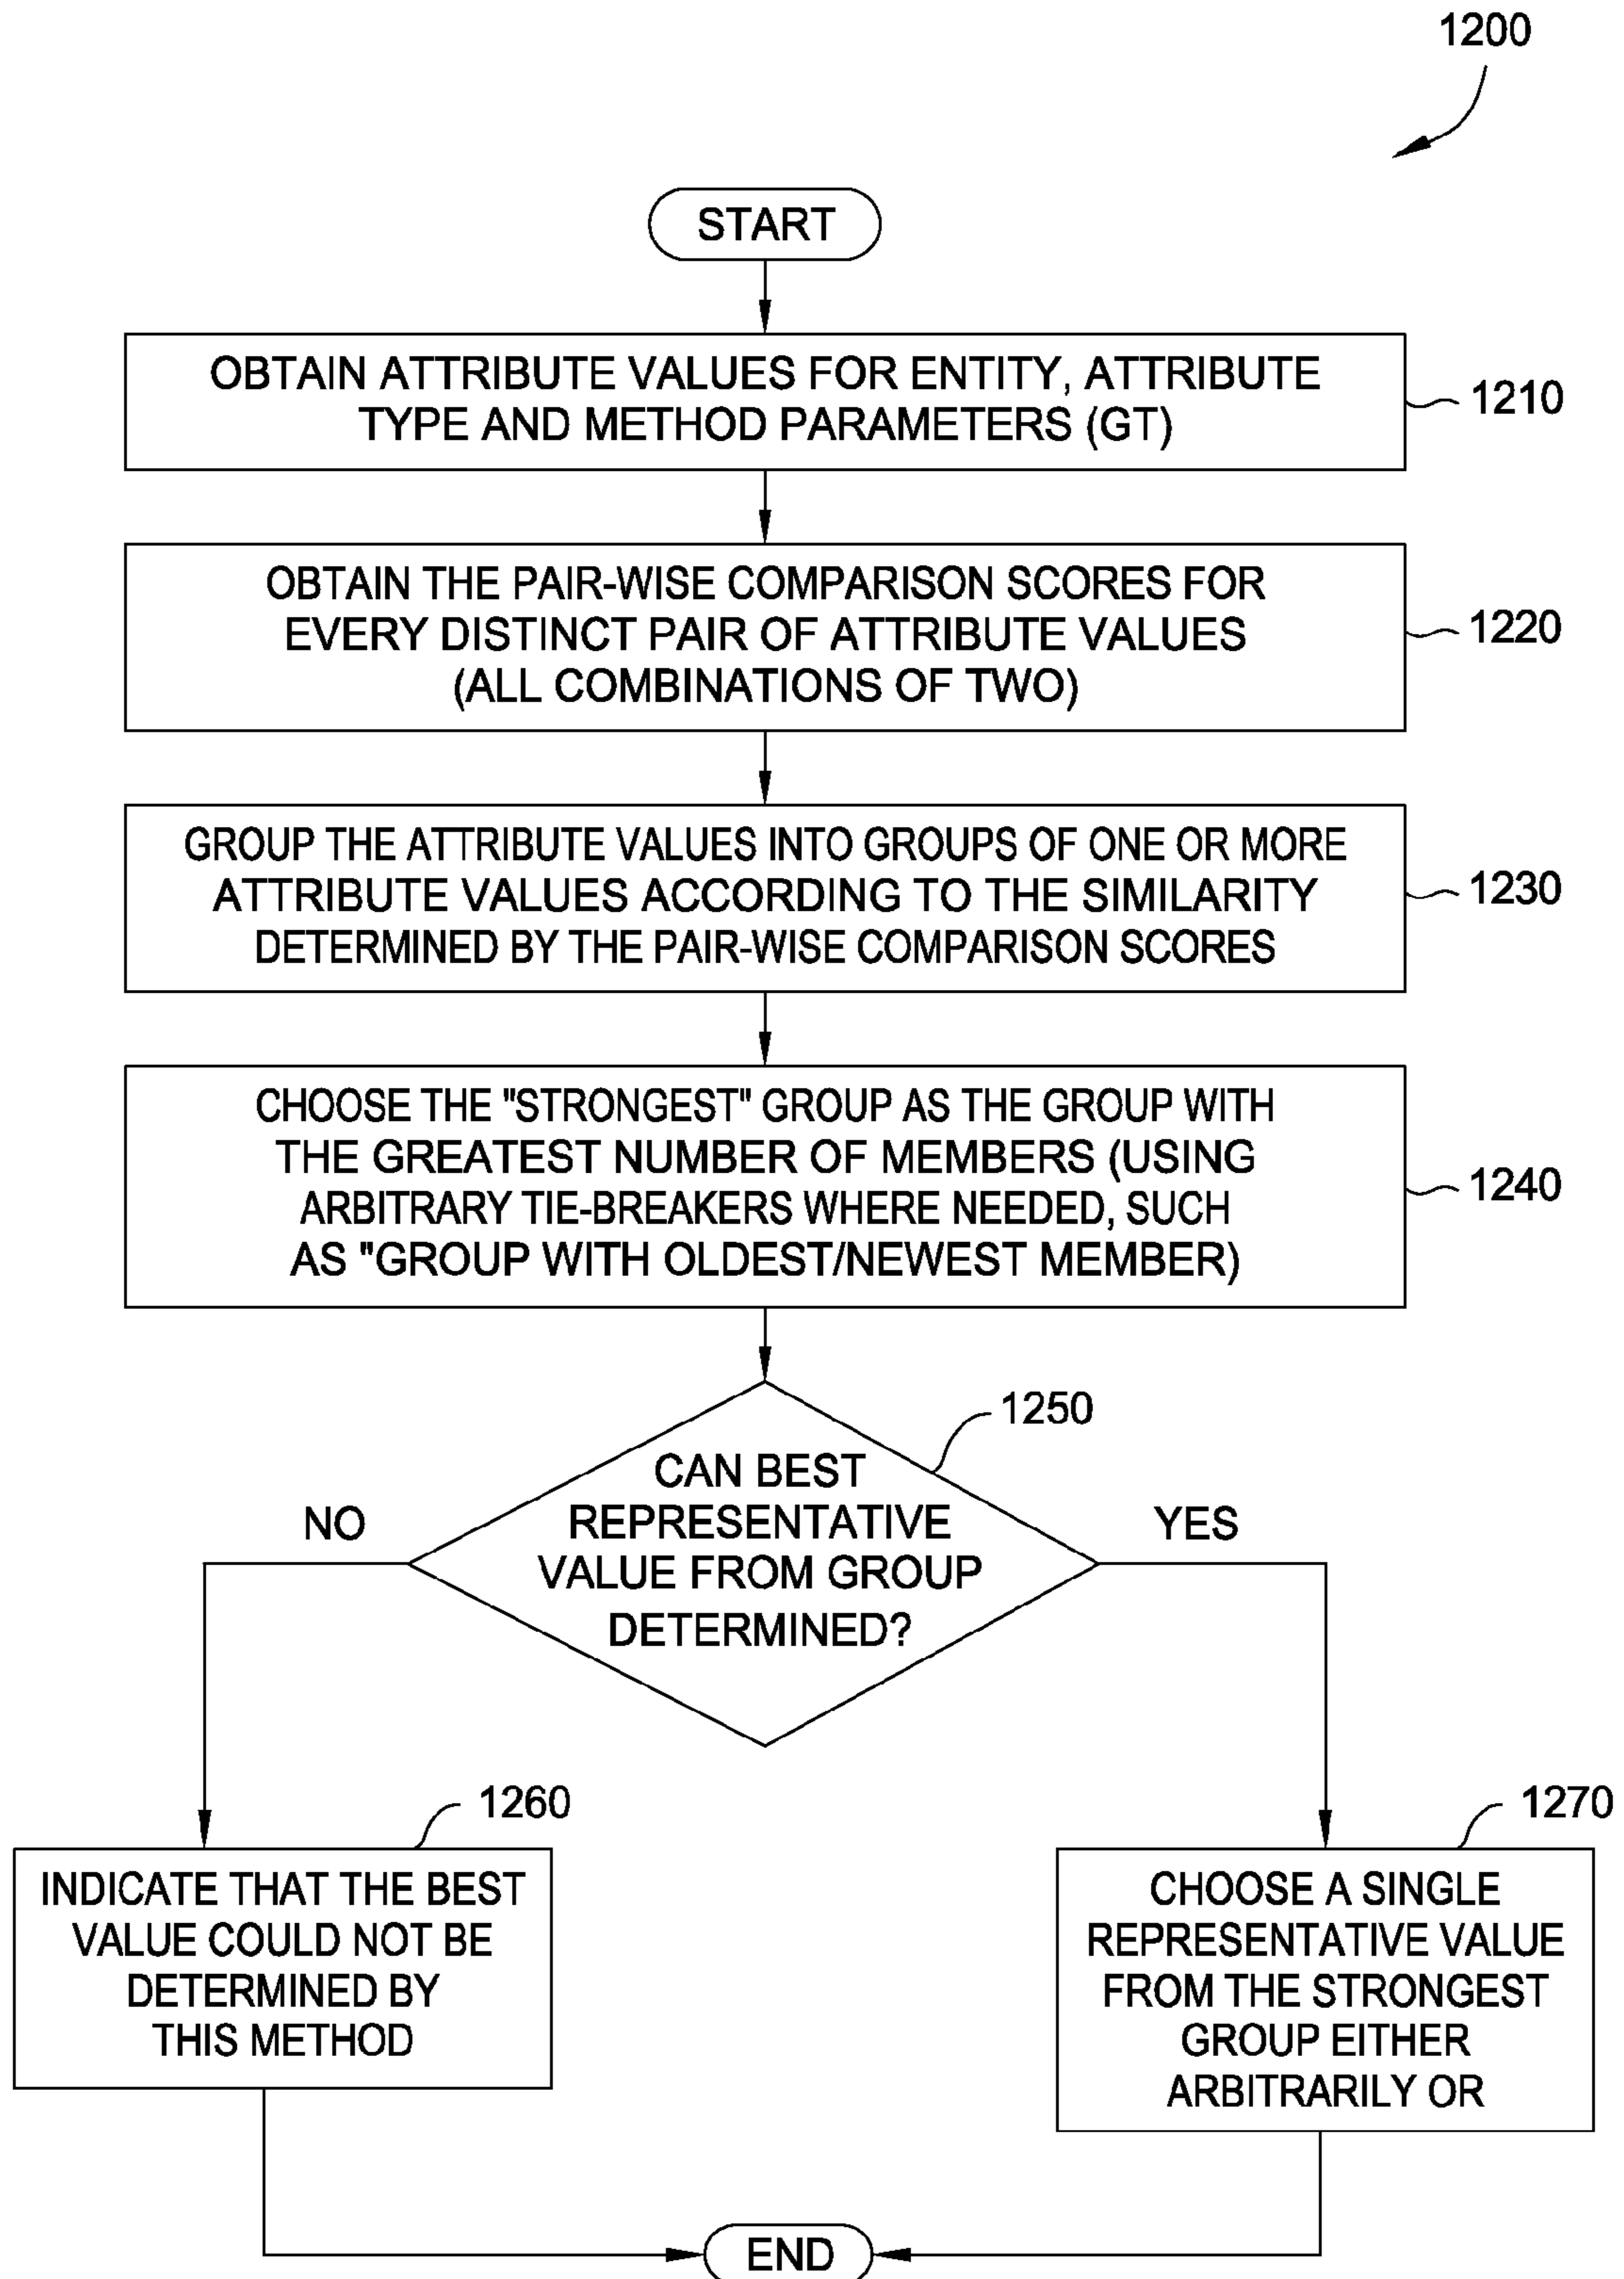 1200
START
OBTAIN ATTRIBUTE VALUES FOR ENTITY, ATTRIBUTE
TYPE AND METHOD PARAMETERS (GT)
1210
OBTAIN THE PAIR-WISE COMPARISON SCORES FOR
EVERY DISTINCT PAIR OF ATTRIBUTE VALUES
(ALL COMBINATIONS OF TWO)
1220
GROUP THE ATTRIBUTE VALUES INTO GROUPS OF ONE OR MORE
ATTRIBUTE VALUES ACCORDING TO THE SIMILARITY
DETERMINED BY THE PAIR-WISE COMPARISON SCORES
1230
CHOOSE THE "STRONGEST" GROUP AS THE GROUP WITH
THE GREATEST NUMBER OF MEMBERS (USING
ARBITRARY TIE-BREAKERS WHERE NEEDED, SUCH
AS "GROUP WITH OLDEST/NEWEST MEMBER)
1240
1250
CAN BEST
REPRESENTATIVE
VALUE FROM GROUP
DETERMINED?
NO
YES
1260
INDICATE THAT THE BEST
VALUE COULD NOT BE
DETERMINED BY
THIS METHOD
1270
CHOOSE A SINGLE
REPRESENTATIVE VALUE
FROM THE STRONGEST
GROUP EITHER
ARBITRARILY OR
END